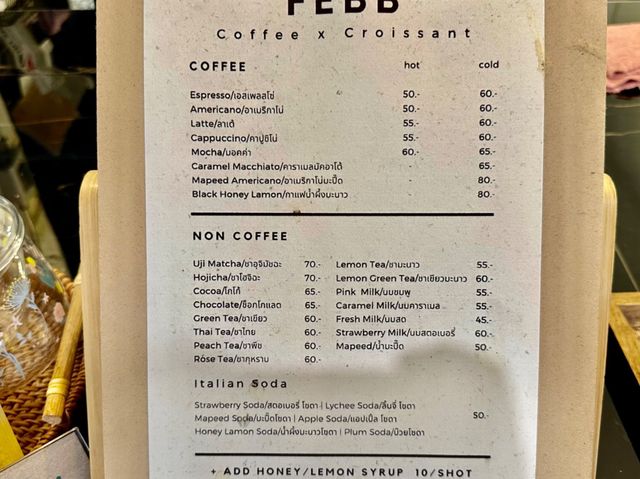 FEBB
Coffee x Croissant
COFFEE hot cold
Espresso/เอสเพลสโซ่ 50.- 60.-
Americano/อาเมริกาโน่ 50.- 60.-
Latte/ลาเต้ 55.- 60.-
Cappuccino/คาปูชิโน่ 55.- 60.-
Mocha/มอคค่า 60.- 65.-
Caramel Macchiato/คาราเมลมัคอาโต้ - 65.-
Mapeed Americano/อาเมริกาโน่มะปี๊ด - 80.-
Black Honey Lamon/กาแฟน้ำผึ้งมะนาว - 80.-
NON COFFEE
Uji Matcha/ชาอูจิมัชฉะ 70.- Lemon Tea/ชามะนาว 55.-
Hojicha/ชาโฮจิฉะ 70.- Lemon Green Tea/ชาเขียวมะนาว 60.-
Cocoa/โกโก้ 65.- Pink Milk/นมชมพู 55.-
Chocolate/ช็อกโกแลต 65.- Caramel Milk/นมคาราเมล 55.-
Green Tea/ชาเขียว 60.- Fresh Milk/นมสด 45.-
Thai Tea/ชาไทย 60.- Strawberry Milk/นมสตอเบอรี่ 60.-
Peach Tea/ชาพีช 60.- Mapeed/น้ำมะปี๊ด 50.-
Rose Tea/ชากุหราบ 60.-
Italian Soda
Strawberry Soda/สตอเบอรี่ โซดา | Lychee Soda/ลิ้นจี่ โซดา
Mapeed Soda/มะปี๊ดโซดา | Apple Soda/แอปเปิ้ล โซดา 50.-
Honey Lamon Soda/น้ำผึ้งมะนาวโซดา | Plum Soda/บ๊วยโซดา
+ ADD HONEY/LEMON SYRUP 10/SHOT